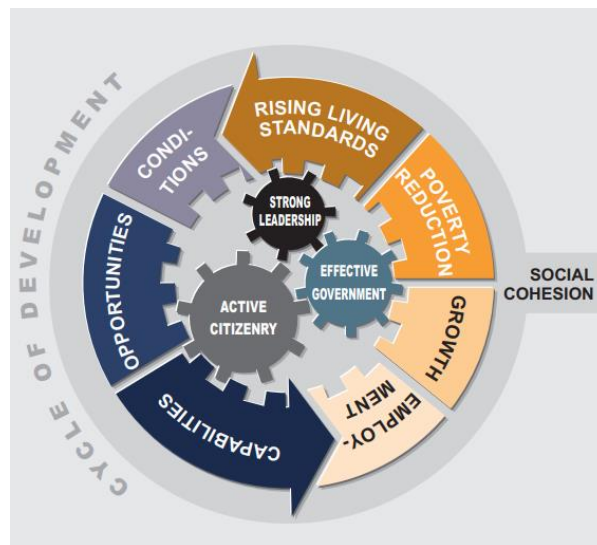 CYCLE OF DEVELOPMENT
RISING LIVING
STANDARDS
POVERTY
REDUCTION
GROWTH
EMPLOY-
MENT
CAPABILITIES
OPPORTUNITIES
CONDI-
TIONS
STRONG
LEADERSHIP
EFFECTIVE
GOVERNMENT
ACTIVE
CITIZENRY
SOCIAL
COHESION